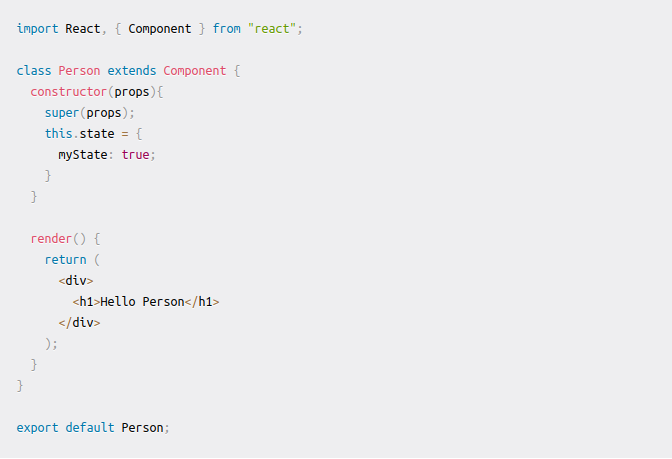 import React, { Component } from "react";
class Person extends Component {
constructor(props){
super(props);
this.state = {
myState: true;
}
}
render() {
return (
<div>
<h1>Hello Person</h1>
</div>
);
}
}
export default Person;